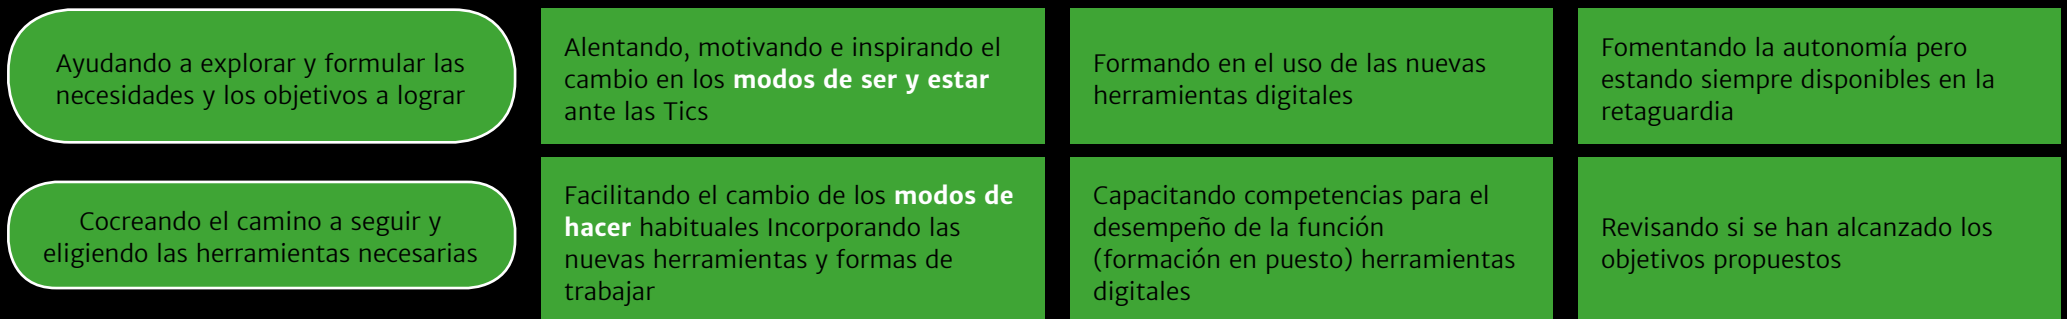 Ayudando a explorar y formular las
necesidades y los objetivos a lograr
Alentando, motivando e inspirando el
cambio en los modos de ser y estar
ante las Tics
Formando en el uso de las nuevas
herramientas digitales
Fomentando la autonomía pero
estando siempre disponibles en la
retaguardia
Cocreando el camino a seguir y
eligiendo las herramientas necesarias
Facilitando el cambio de los modos de
hacer habituales Incorporando las
nuevas herramientas y formas de
trabajar
Capacitando competencias para el
desempeño de la función
(formación en puesto) herramientas
digitales
Revisando si se han alcanzado los
objetivos propuestos